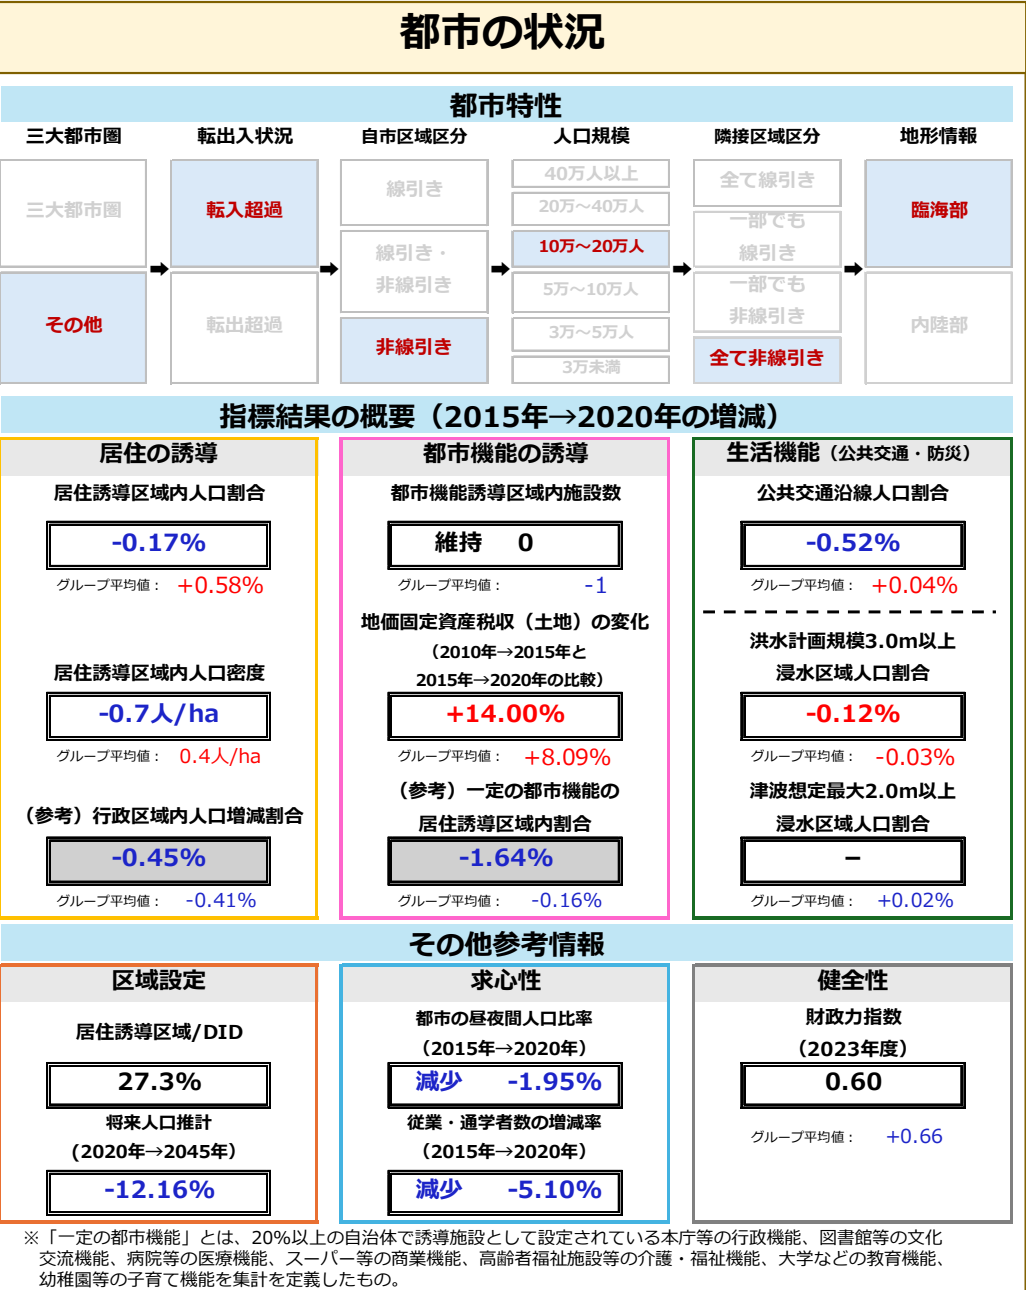 都市の状況
都市特性
三大都市圏 転出入状況 自市区域区分 人口規模 隣接区域区分 地形情報
三大都市圏
その他
転入超過
転出超過
線引き
線引き・
非線引き
非線引き
40万人以上
20万～40万人
10万～20万人
5万～10万人
3万～5万人
3万未満
全て線引き
一部でも
線引き
一部でも
非線引き
全て非線引き
臨海部
内陸部
指標結果の概要（2015年→2020年の増減）
居住の誘導
居住誘導区域内人口割合
-0.17%
グループ平均値： +0.58%
居住誘導区域内人口密度
-0.7人/ha
グループ平均値： 0.4人/ha
（参考）行政区域内人口増減割合
-0.45%
グループ平均値： -0.41%
都市機能の誘導
都市機能誘導区域内施設数
維持 0
グループ平均値： -1
地価固定資産税収（土地）の変化
（2010年→2015年と
2015年→2020年の比較）
+14.00%
グループ平均値： +8.09%
（参考）一定の都市機能の
居住誘導区域内割合
-1.64%
グループ平均値： -0.16%
生活機能（公共交通・防災）
公共交通沿線人口割合
-0.52%
グループ平均値： +0.04%
洪水計画規模3.0m以上
浸水区域人口割合
-0.12%
グループ平均値： -0.03%
津波想定最大2.0m以上
浸水区域人口割合
–
グループ平均値： +0.02%
その他参考情報
区域設定
居住誘導区域/DID
27.3%
将来人口推計
(2020年→2045年）
-12.16%
求心性
都市の昼夜間人口比率
（2015年→2020年）
減少 -1.95%
従業・通学者数の増減率
（2015年→2020年）
減少 -5.10%
健全性
財政力指数
（2023年度）
0.60
グループ平均値： +0.66
※「一定の都市機能」とは、20%以上の自治体で誘導施設として設定されている本庁等の行政機能、図書館等の文化
交流機能、病院等の医療機能、スーパー等の商業機能、高齢者福祉施設等の介護・福祉機能、大学などの教育機能、
幼稚園等の子育て機能を集計を定義したもの。